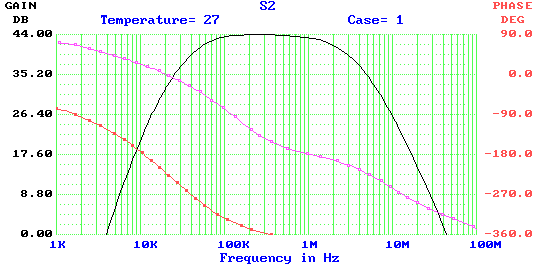 GAIN S2 PHASE
DB Temperature= 27 Case= 1 DEG
44.00 90.0
35.20 0.0
26.40 -90.0
17.60 -180.0
8.80 -270.0
0.00 -360.0
1K 10K 100K 1M 10M 100M
Frequency in Hz